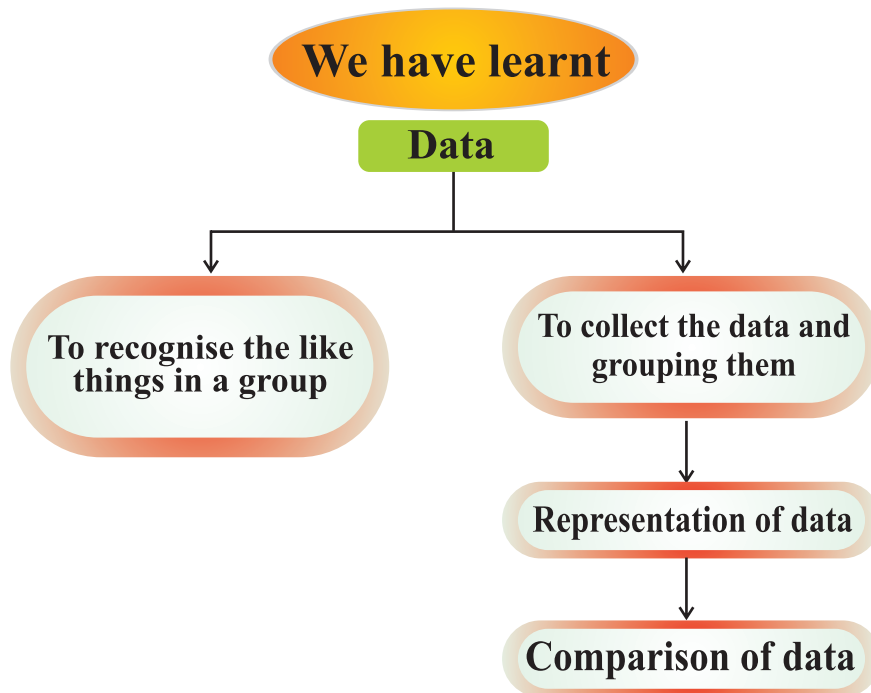 We have learnt
Data
To recognise the like
things in a group
To collect the data and
grouping them
Representation of data
Comparison of data